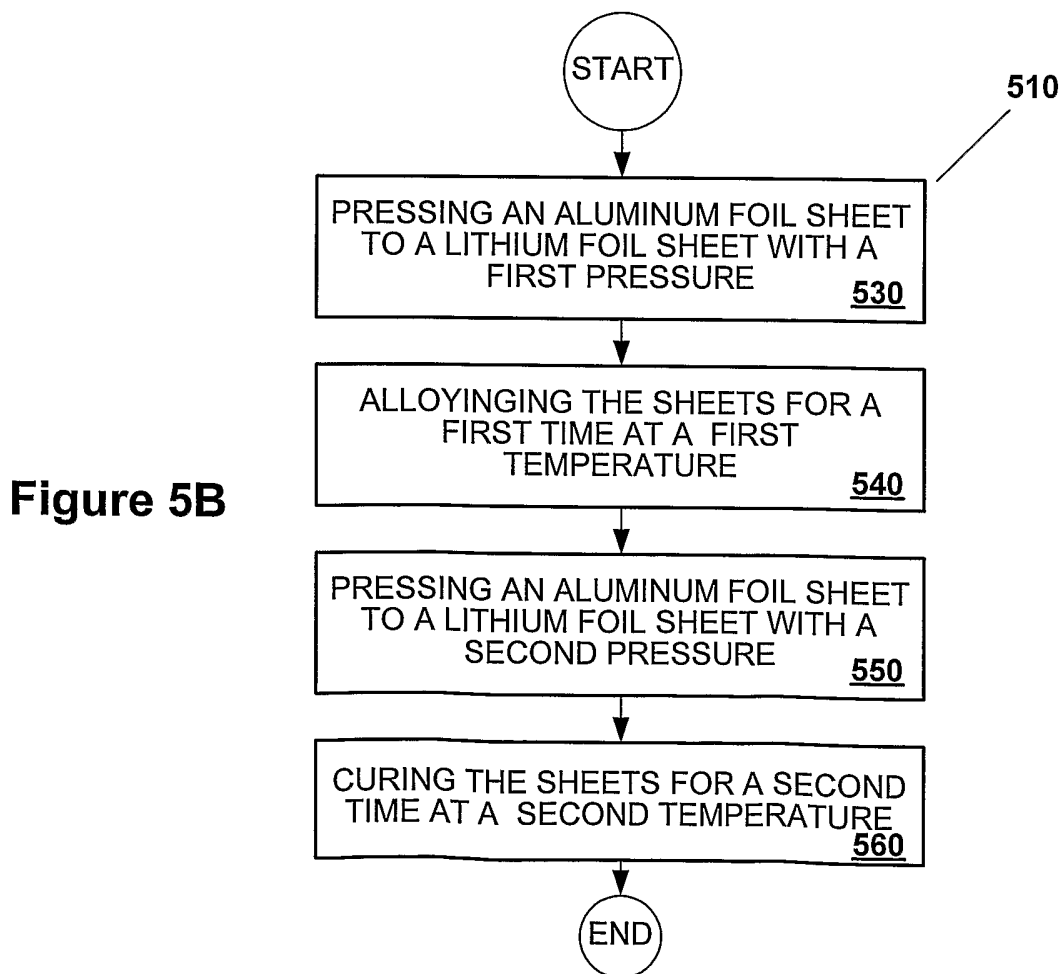 START
510
PRESSING AN ALUMINUM FOIL SHEET
TO A LITHIUM FOIL SHEET WITH A
FIRST PRESSURE
530
ALLOYINGING THE SHEETS FOR A
FIRST TIME AT A FIRST
TEMPERATURE
540
Figure 5B
PRESSING AN ALUMINUM FOIL SHEET
TO A LITHIUM FOIL SHEET WITH A
SECOND PRESSURE
550
CURING THE SHEETS FOR A SECOND
TIME AT A SECOND TEMPERATURE
560
END